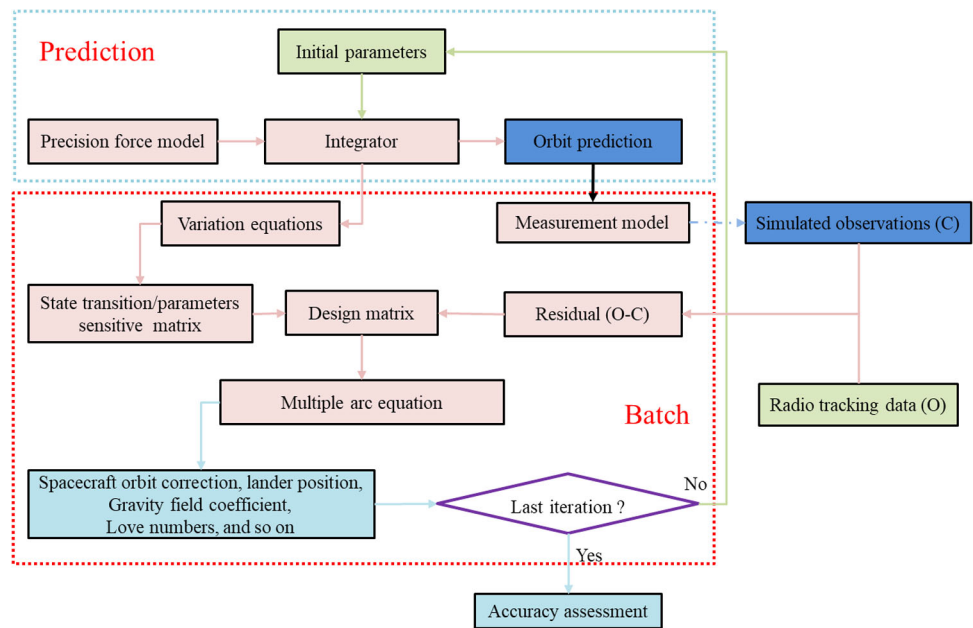 Prediction
Initial parameters
Precision force model
Integrator
Orbit prediction
Variation equations
Measurement model
Simulated observations (C)
State transition/parameters
sensitive matrix
Design matrix
Residual (O-C)
Multiple arc equation
Batch
Radio tracking data (O)
Spacecraft orbit correction, lander position,
Gravity field coefficient,
Love numbers, and so on
Last iteration ?
No
Yes
Accuracy assessment